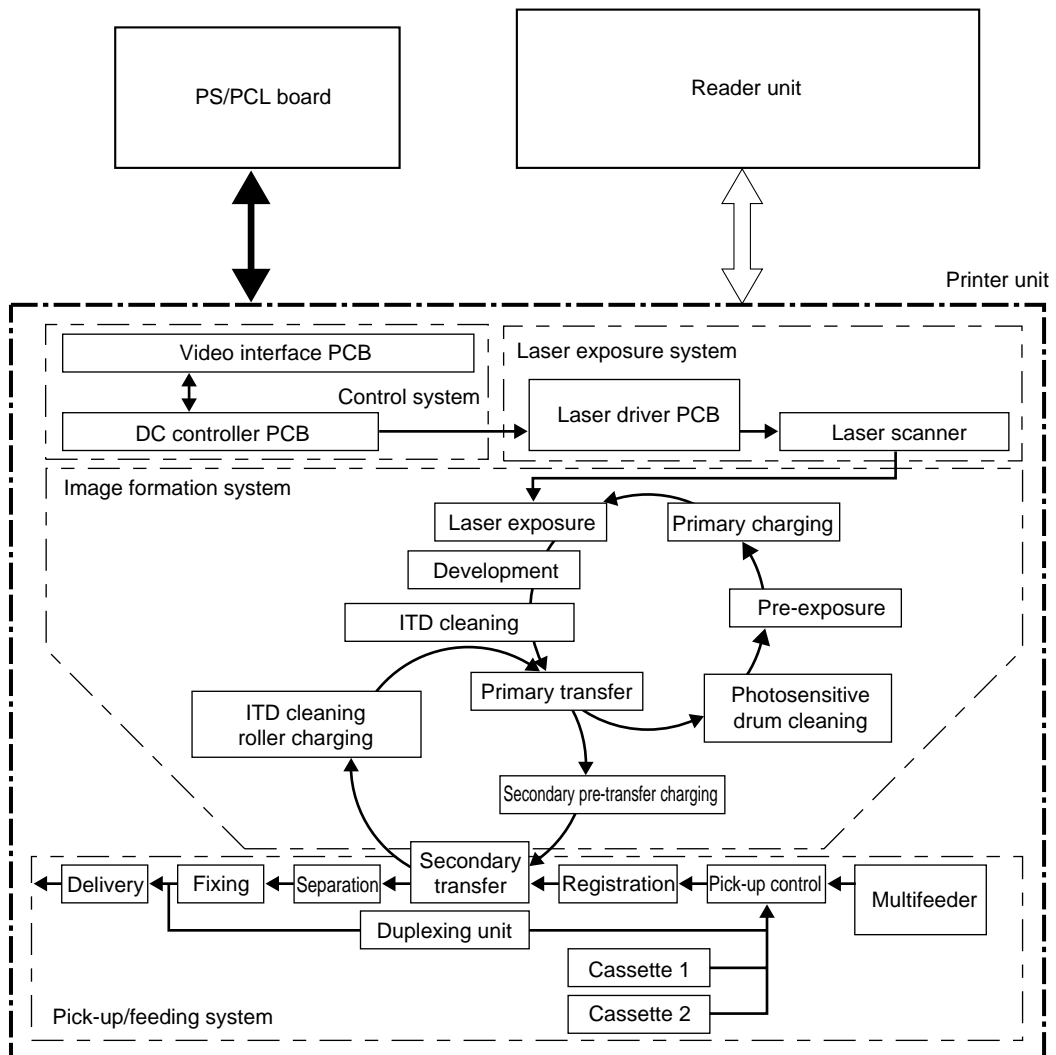 PS/PCL board
Reader unit
Printer unit
Video interface PCB
Laser exposure system
Control system
Laser driver PCB
DC controller PCB
Laser scanner
Image formation system
Laser exposure
Primary charging
Development
Pre-exposure
ITD cleaning
Primary transfer
Photosensitive
drum cleaning
ITD cleaning
roller charging
Secondary pre-transfer charging
Secondary
transfer
Delivery
Fixing
Separation
Registration
Pick-up control
Multifeeder
Duplexing unit
Cassette 1
Cassette 2
Pick-up/feeding system